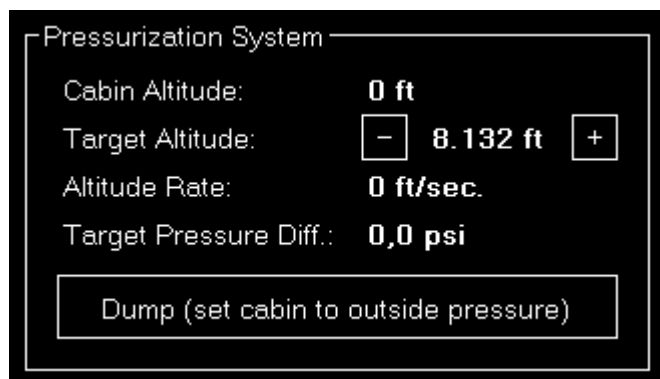 Pressurization System
Cabin Altitude: 0 ft
Target Altitude: - 8.132 ft +
Altitude Rate: 0 ft/sec.
Target Pressure Diff.: 0,0 psi
Dump (set cabin to outside pressure)